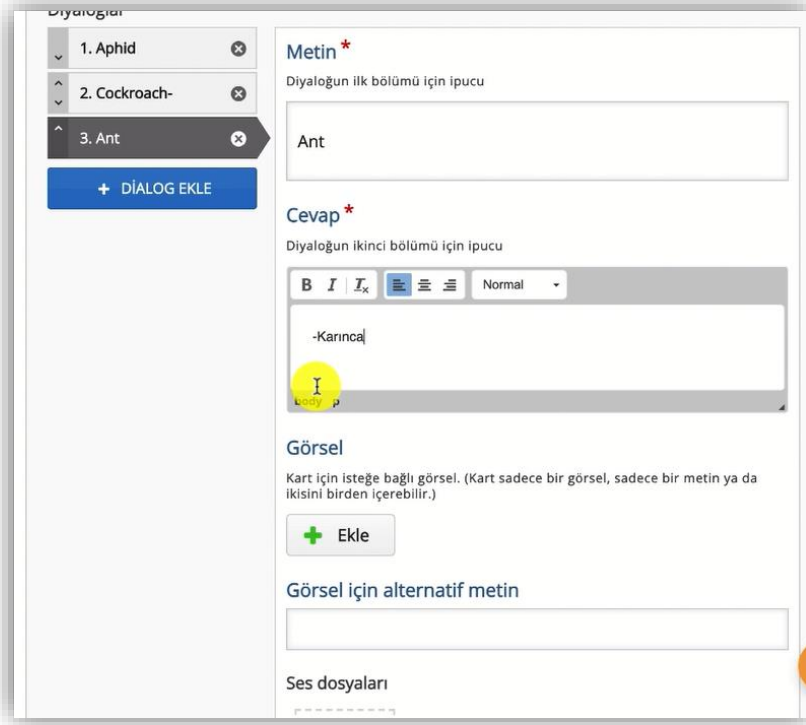 Diyaloglar
1. Aphid
2. Cockroach-
3. Ant
+ DİALOG EKLE
Metin *
Diyaloğun ilk bölümü için ipucu
Ant
Cevap *
Diyaloğun ikinci bölümü için ipucu
B I Tx Normal
-Karınca
body p
Görsel
Kart için isteğe bağlı görsel. (Kart sadece bir görsel, sadece bir metin ya da
ikisini birden içerebilir.)
Ekle
Görsel için alternatif metin
Ses dosyaları